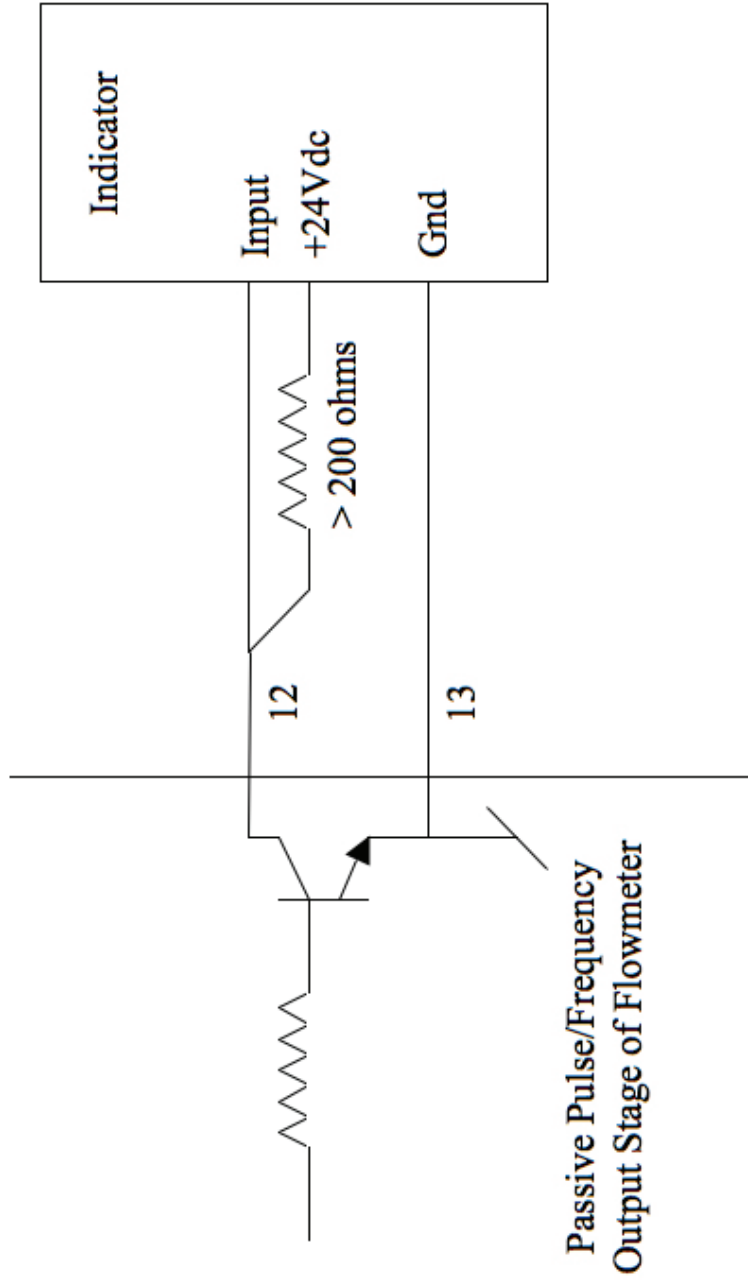 Indicator
Input
+24Vdc
Gnd
> 200 ohms
12
13
Passive Pulse/Frequency
Output Stage of Flowmeter